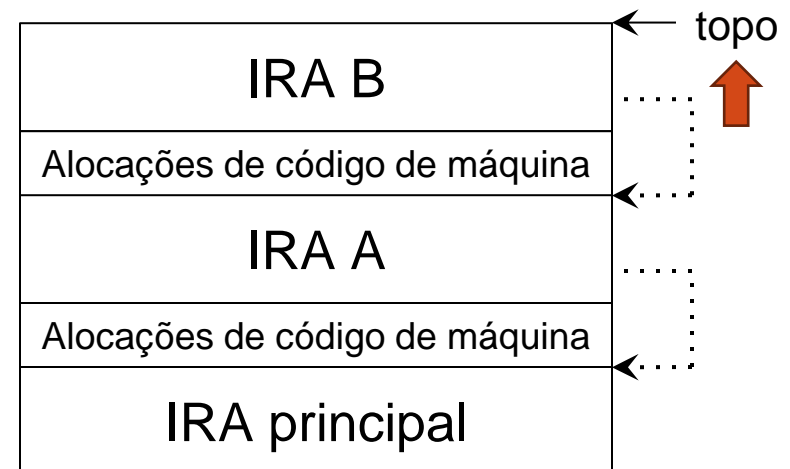 topo
IRA B
Alocações de código de máquina
IRA A
Alocações de código de máquina
IRA principal